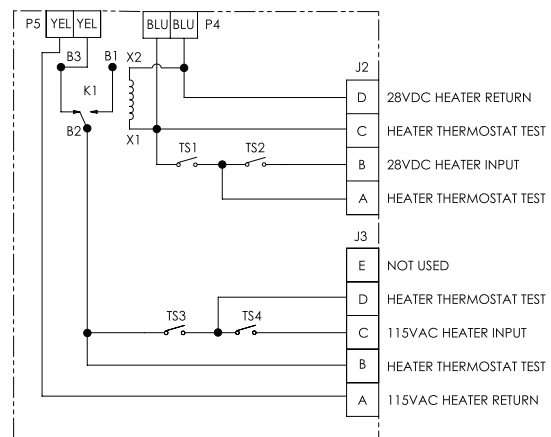 P5 YEL YEL BLU BLU P4
B3 B1 X2 J2
K1
D 28VDC HEATER RETURN
B2 X1 C HEATER THERMOSTAT TEST
TS1 TS2
B 28VDC HEATER INPUT
A HEATER THERMOSTAT TEST
J3
E NOT USED
D HEATER THERMOSTAT TEST
TS3 TS4
C 115VAC HEATER INPUT
B HEATER THERMOSTAT TEST
A 115VAC HEATER RETURN